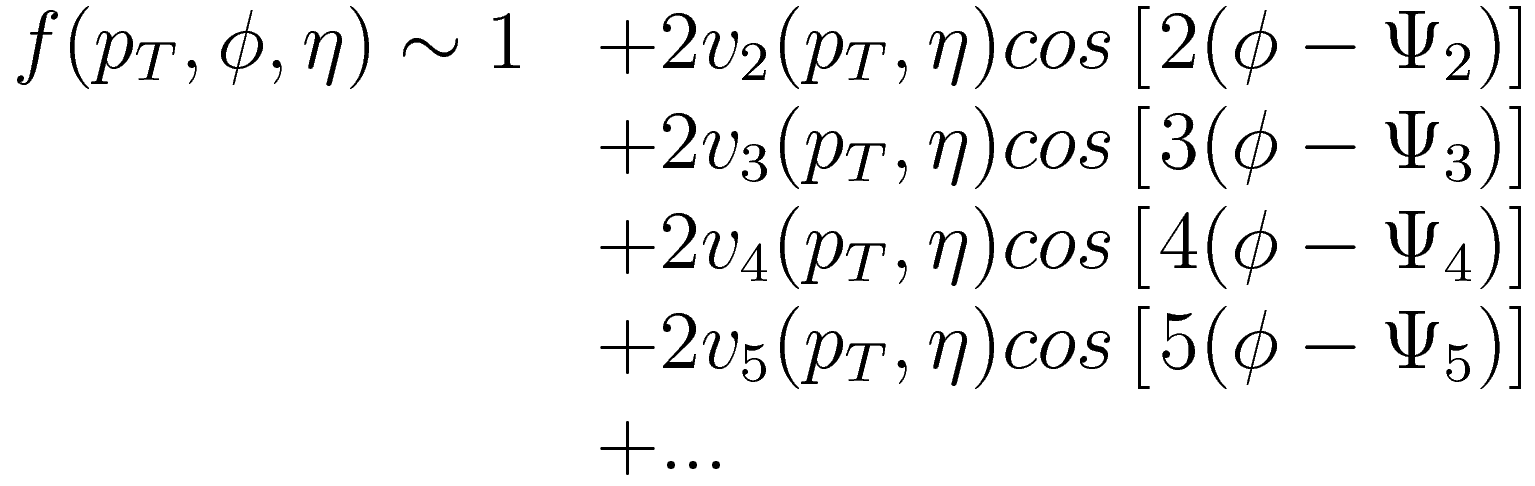 f(p_T, ϕ, η) ∼ 1 +2v_2(p_T, η)cos [2(ϕ − Ψ_2)]
+2v_3(p_T, η)cos [3(ϕ − Ψ_3)]
+2v_4(p_T, η)cos [4(ϕ − Ψ_4)]
+2v_5(p_T, η)cos [5(ϕ − Ψ_5)]
+...